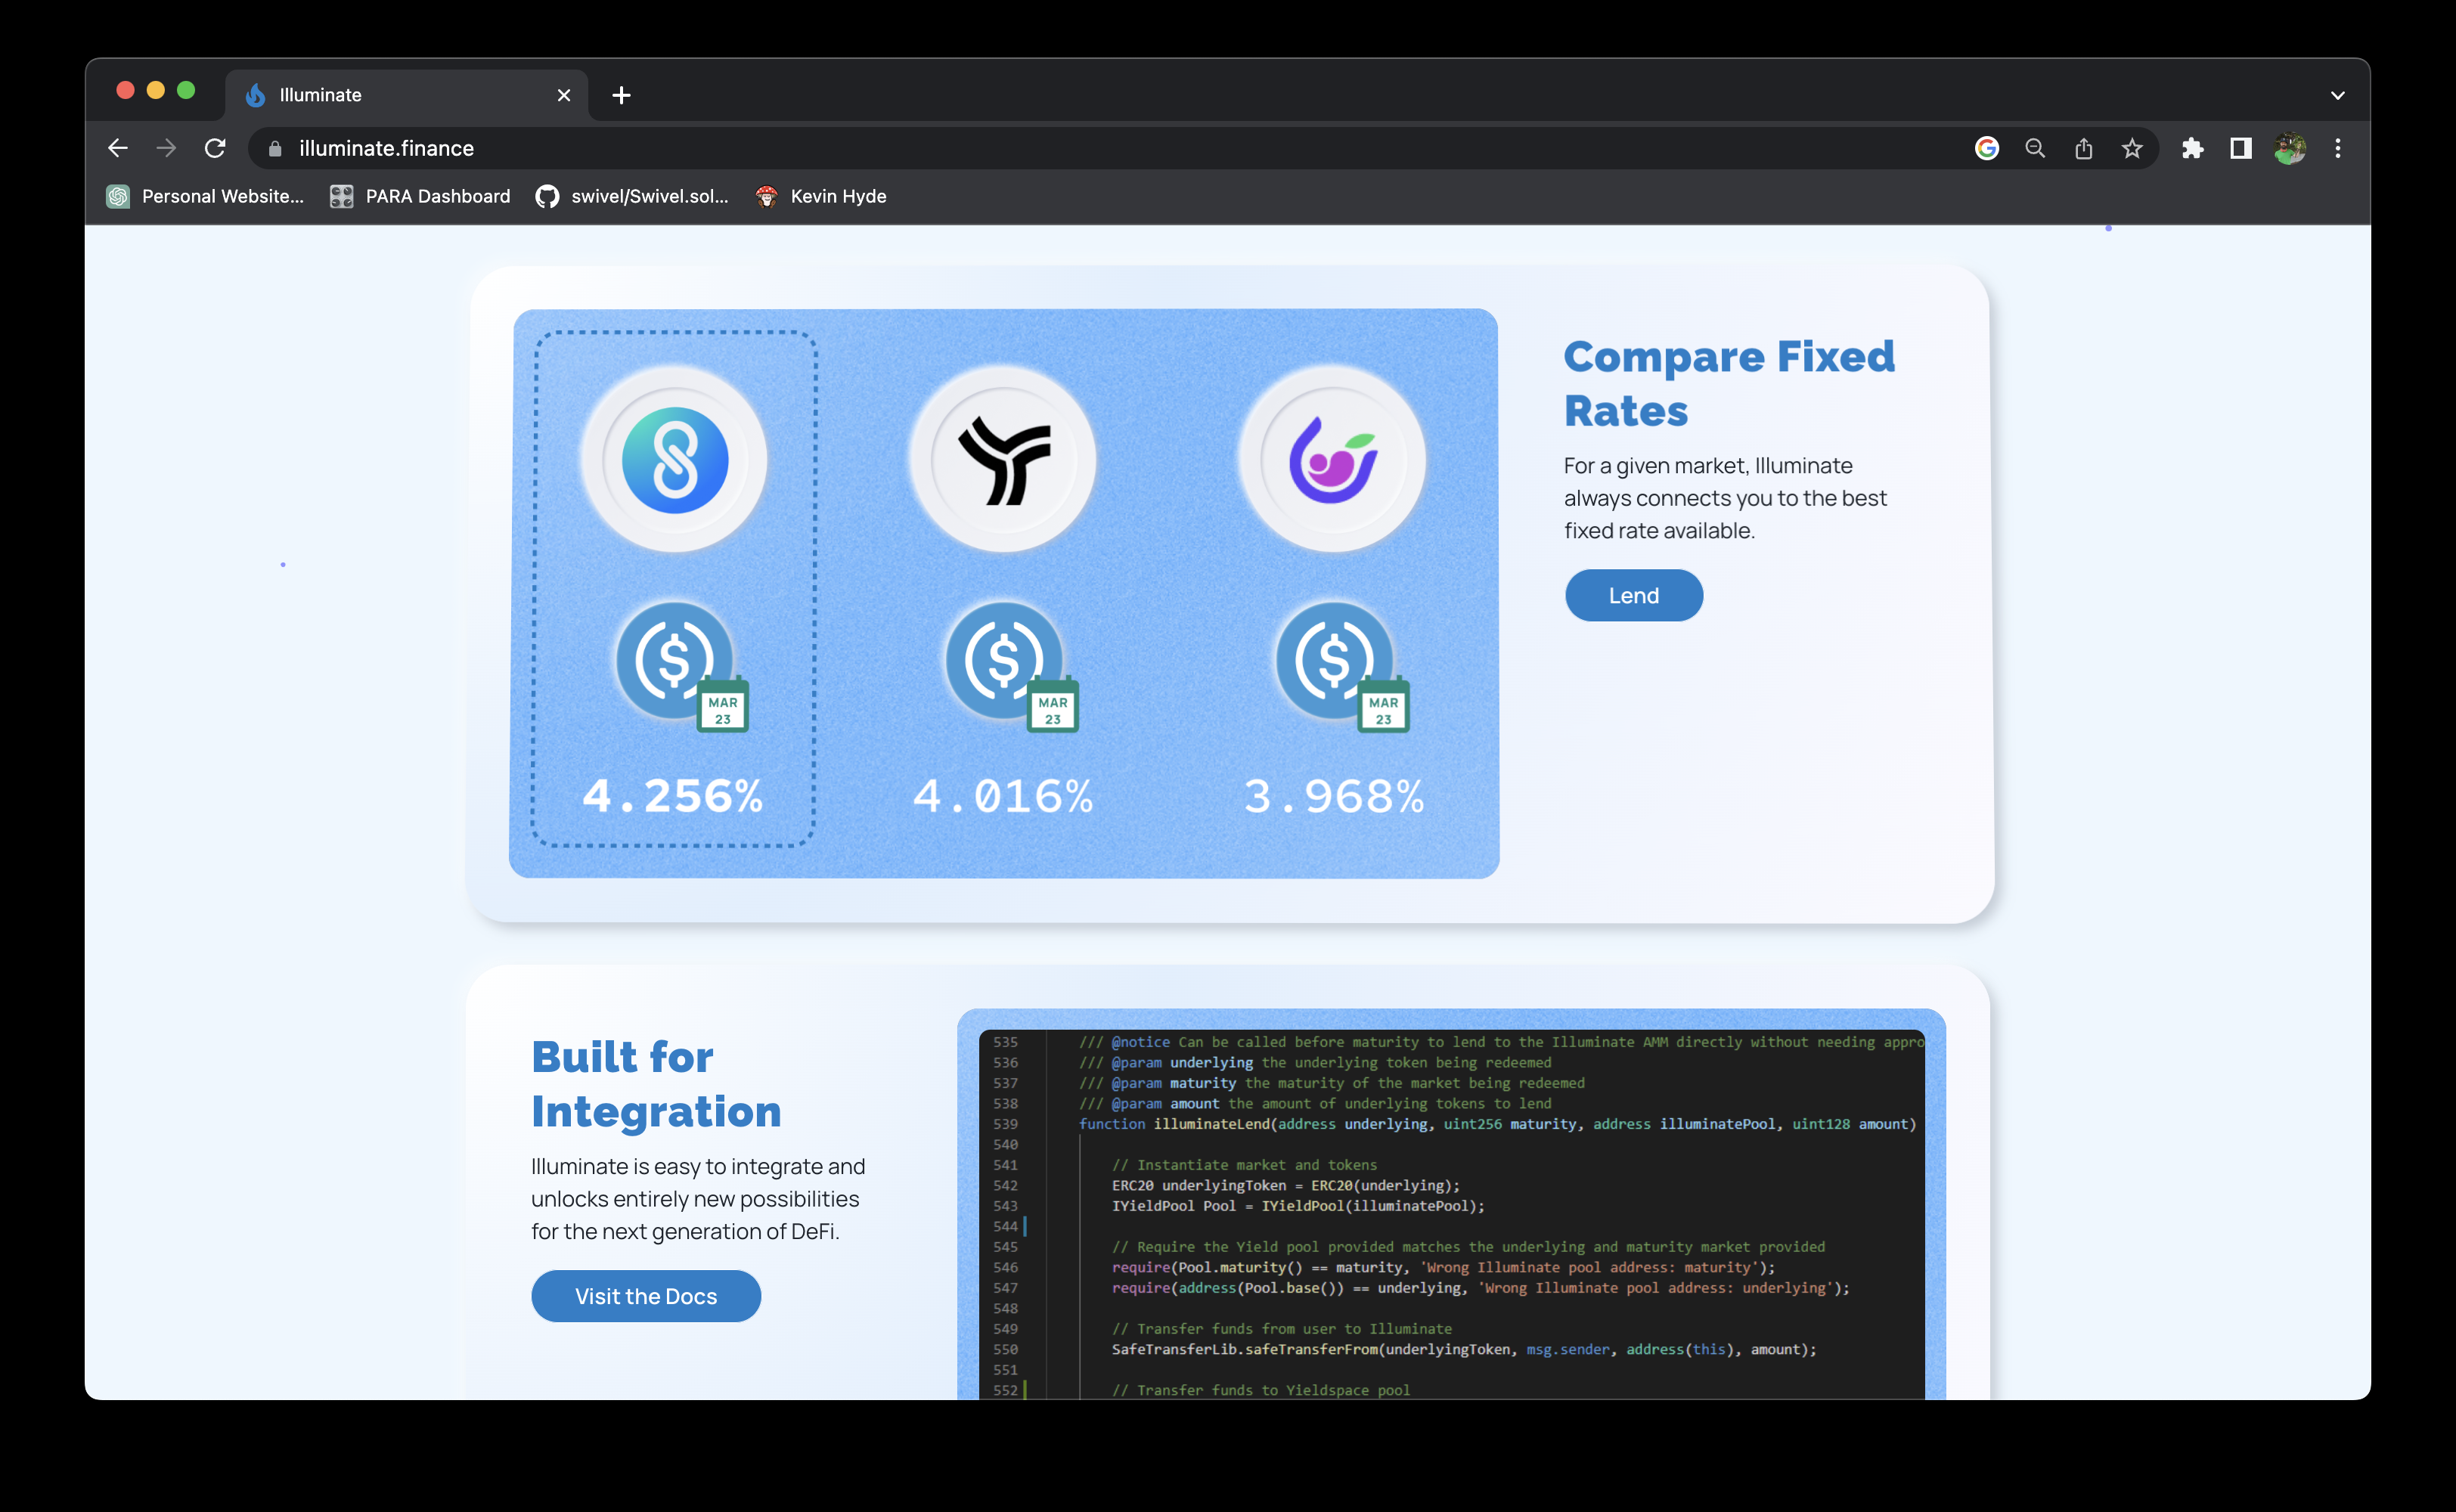 Illuminate
illuminate.finance
Personal Website...
PARA Dashboard
swivel/Swivel.sol...
Kevin Hyde
MAR
23
MAR
23
MAR
23
4.256%
4.016%
3.968%
Compare Fixed
Rates
For a given market, Illuminate
always connects you to the best
fixed rate available.
Lend
Built for
Integration
Illuminate is easy to integrate and
unlocks entirely new possibilities
for the next generation of DeFi.
Visit the Docs
535 /// @notice Can be called before maturity to lend to the Illuminate AMM directly without needing appro
536 /// @param underlying the underlying token being redeemed
537 /// @param maturity the maturity of the market being redeemed
538 /// @param amount the amount of underlying tokens to lend
539 function illuminateLend(address underlying, uint256 maturity, address illuminatePool, uint128 amount)
540
541 // Instantiate market and tokens
542 ERC20 underlyingToken = ERC20(underlying);
543 IYieldPool Pool = IYieldPool(illuminatePool);
544
545 // Require the Yield pool provided matches the underlying and maturity market provided
546 require(Pool.maturity() == maturity, 'Wrong Illuminate pool address: maturity');
547 require(address(Pool.base()) == underlying, 'Wrong Illuminate pool address: underlying');
548
549 // Transfer funds from user to Illuminate
550 SafeTransferLib.safeTransferFrom(underlyingToken, msg.sender, address(this), amount);
551
552 // Transfer funds to Yieldspace pool